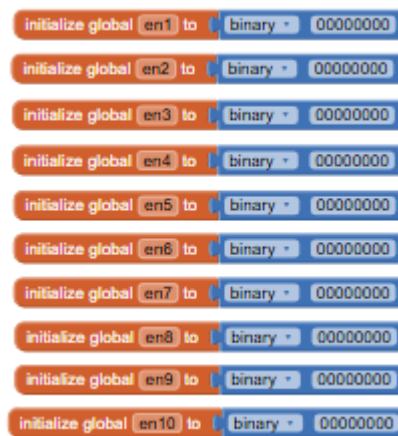 initialize global en1 to binary 00000000
initialize global en2 to binary 00000000
initialize global en3 to binary 00000000
initialize global en4 to binary 00000000
initialize global en5 to binary 00000000
initialize global en6 to binary 00000000
initialize global en7 to binary 00000000
initialize global en8 to binary 00000000
initialize global en9 to binary 00000000
initialize global en10 to binary 00000000